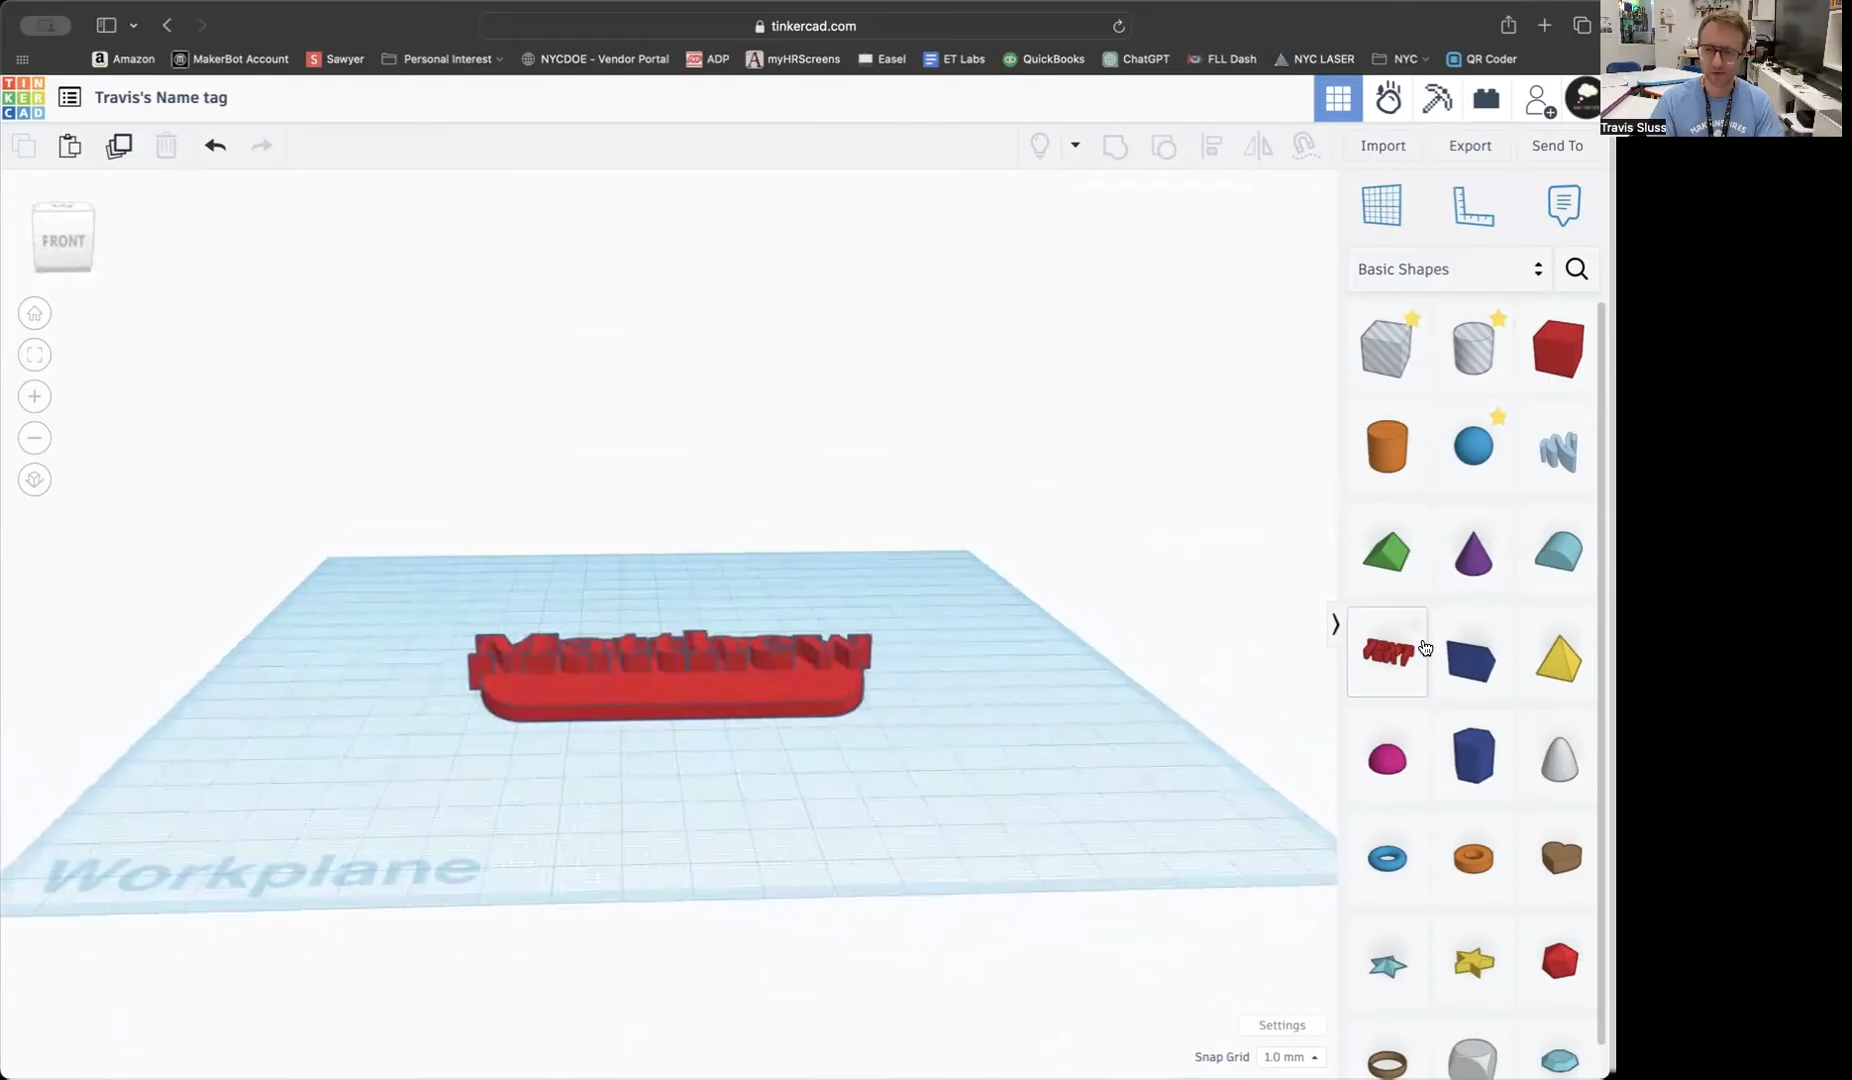 tinkercad.com
Amazon
MakerBot Account
Sawyer
Personal Interest
NYCDOE - Vendor Portal
ADP
myHRScreens
Easel
ET Labs
QuickBooks
ChatGPT
FLL Dash
NYC LASER
NYC
QR Coder
TIN
KER
CAD
Travis's Name tag
Travis Sluss
Import
Export
Send To
FRONT
Basic Shapes
TEXT
Matthew
Workplane
Settings
Snap Grid
1.0 mm